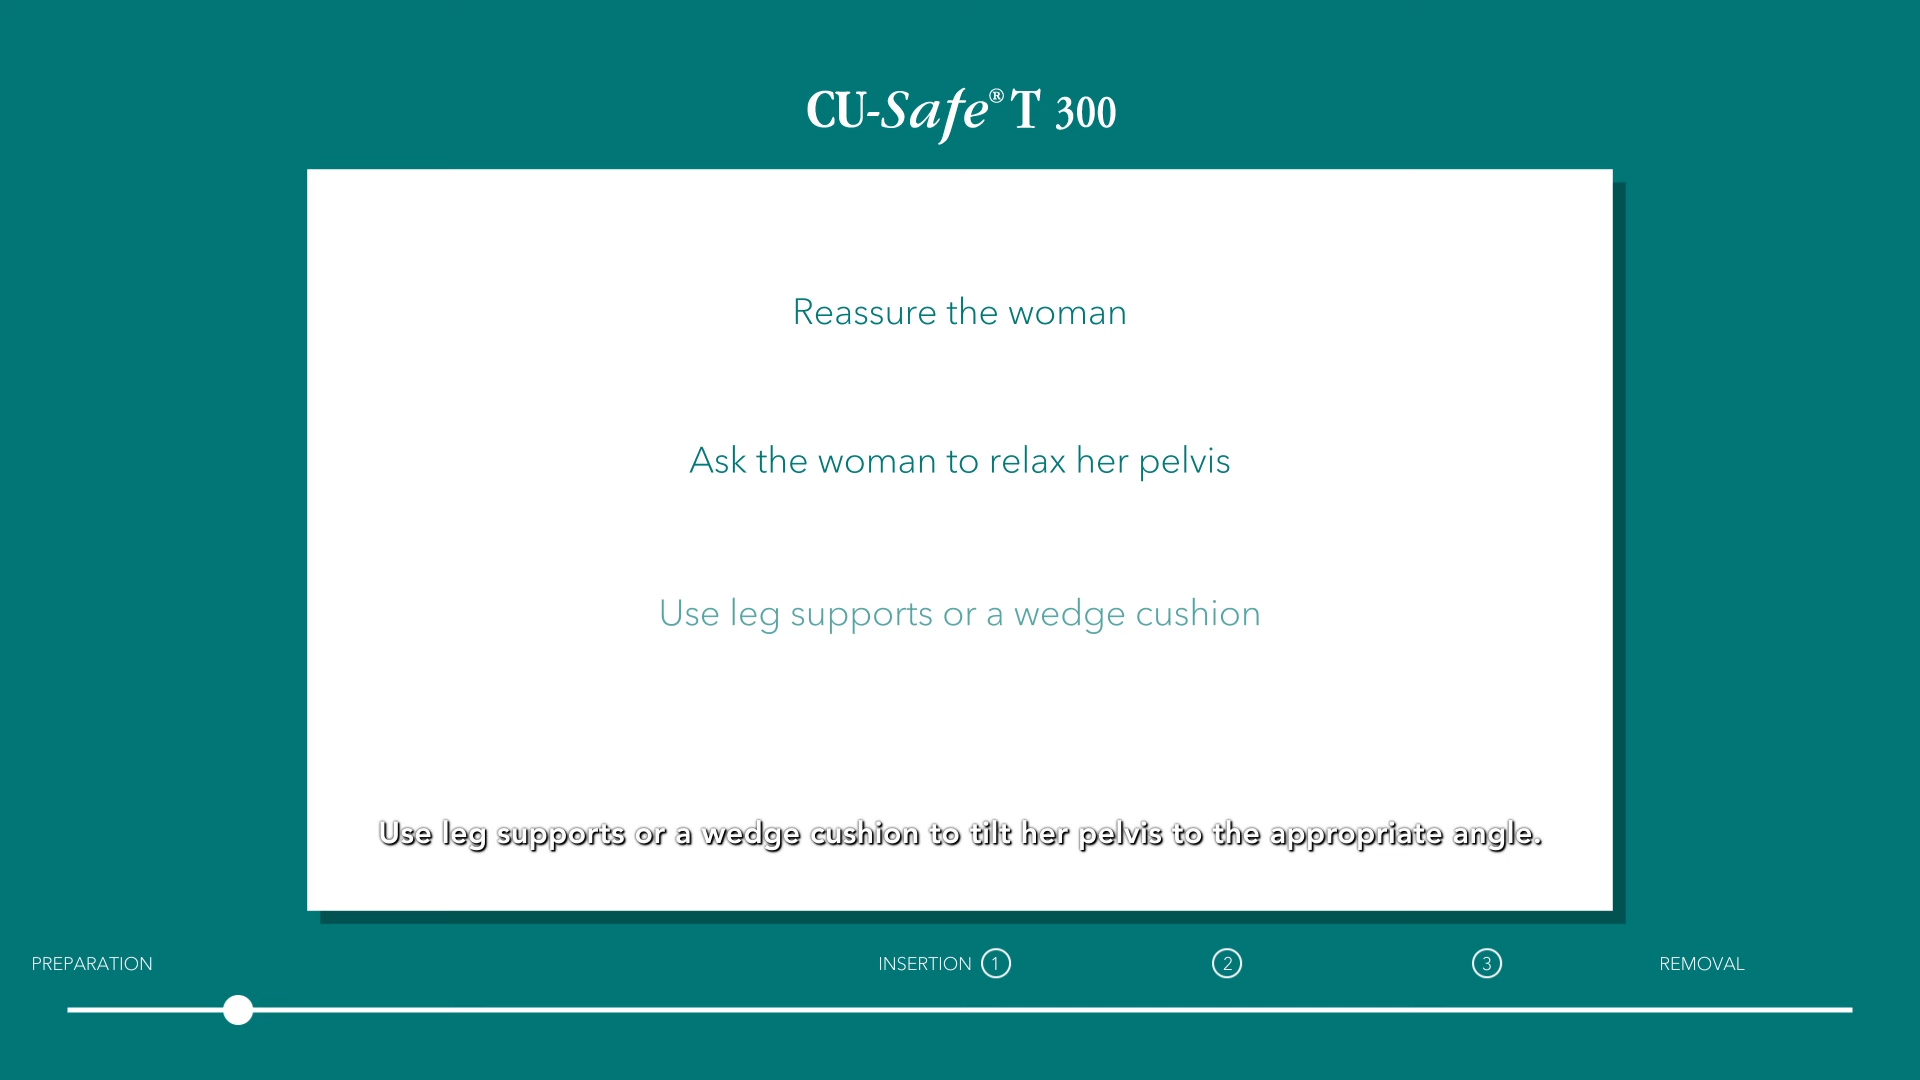 CU-Safe® T 300
Reassure the woman
Ask the woman to relax her pelvis
Use leg supports or a wedge cushion
Use leg supports or a wedge cushion to tilt her pelvis to the appropriate angle.
PREPARATION INSERTION 1 2 3 REMOVAL